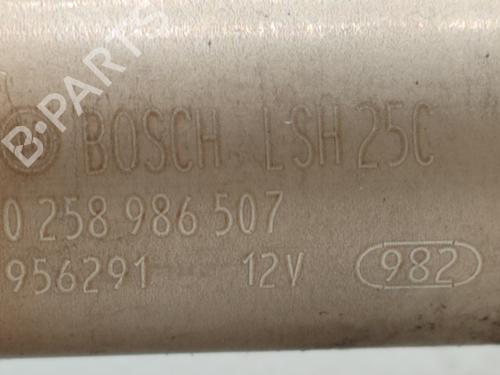 B-PARTS
BOSCH LSH 25C
0 258 986 507
956291 12V 982